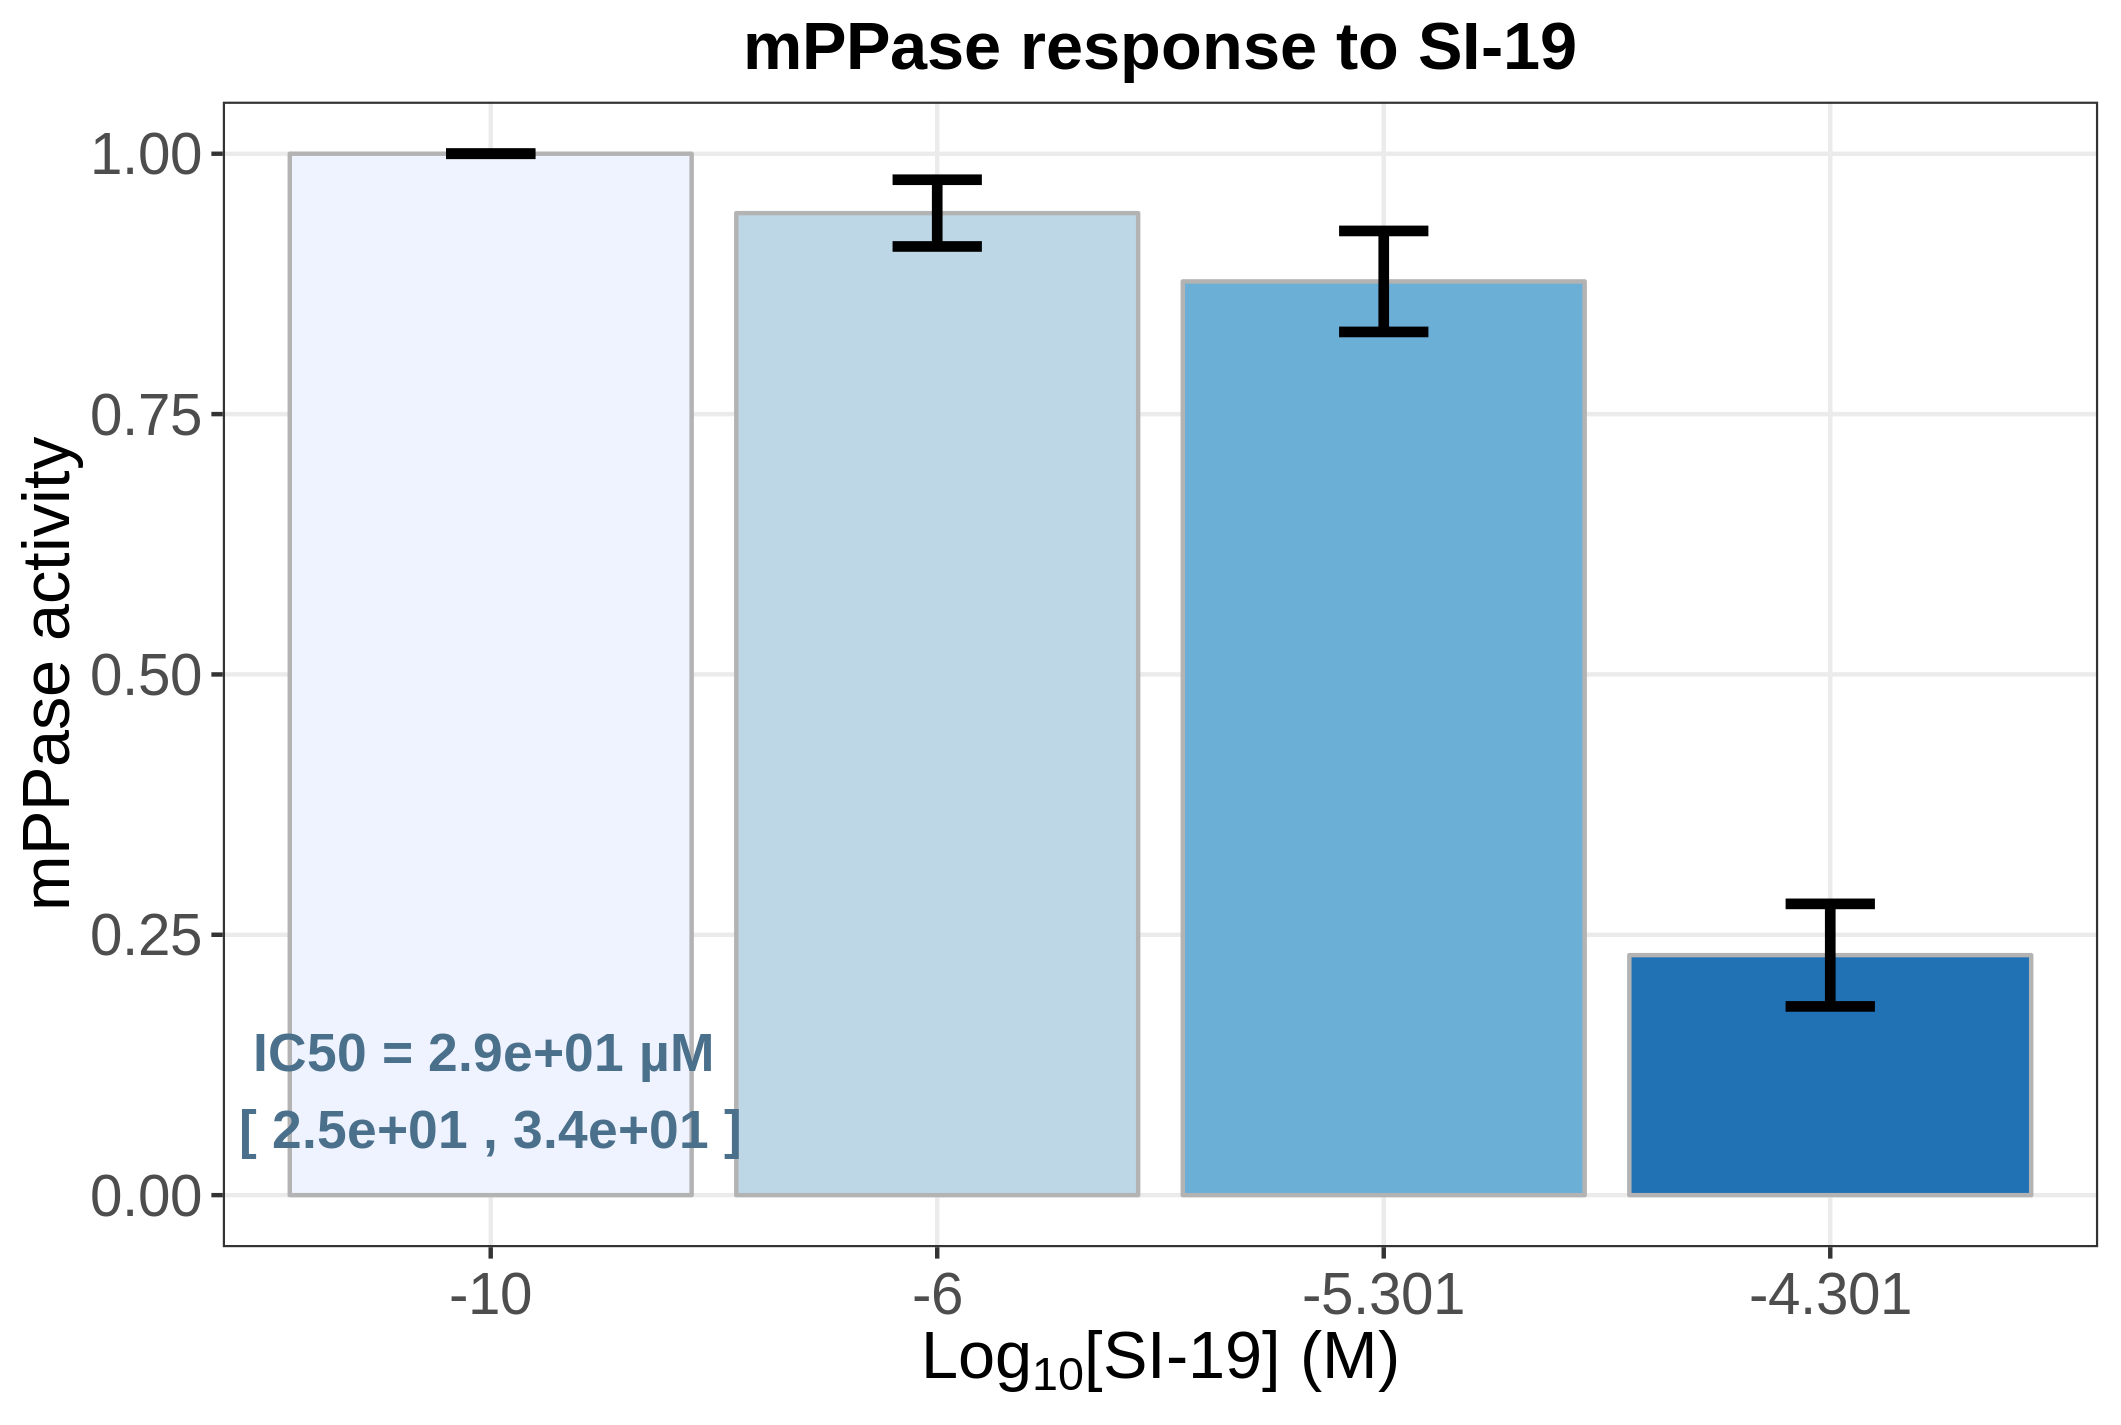 mPPase response to SI-19
mPPase activity
1.00
0.75
0.50
0.25
0.00
IC50 = 2.9e+01 µM
[ 2.5e+01 , 3.4e+01 ]
-10 -6 -5.301 -4.301
Log₁₀[SI-19] (M)